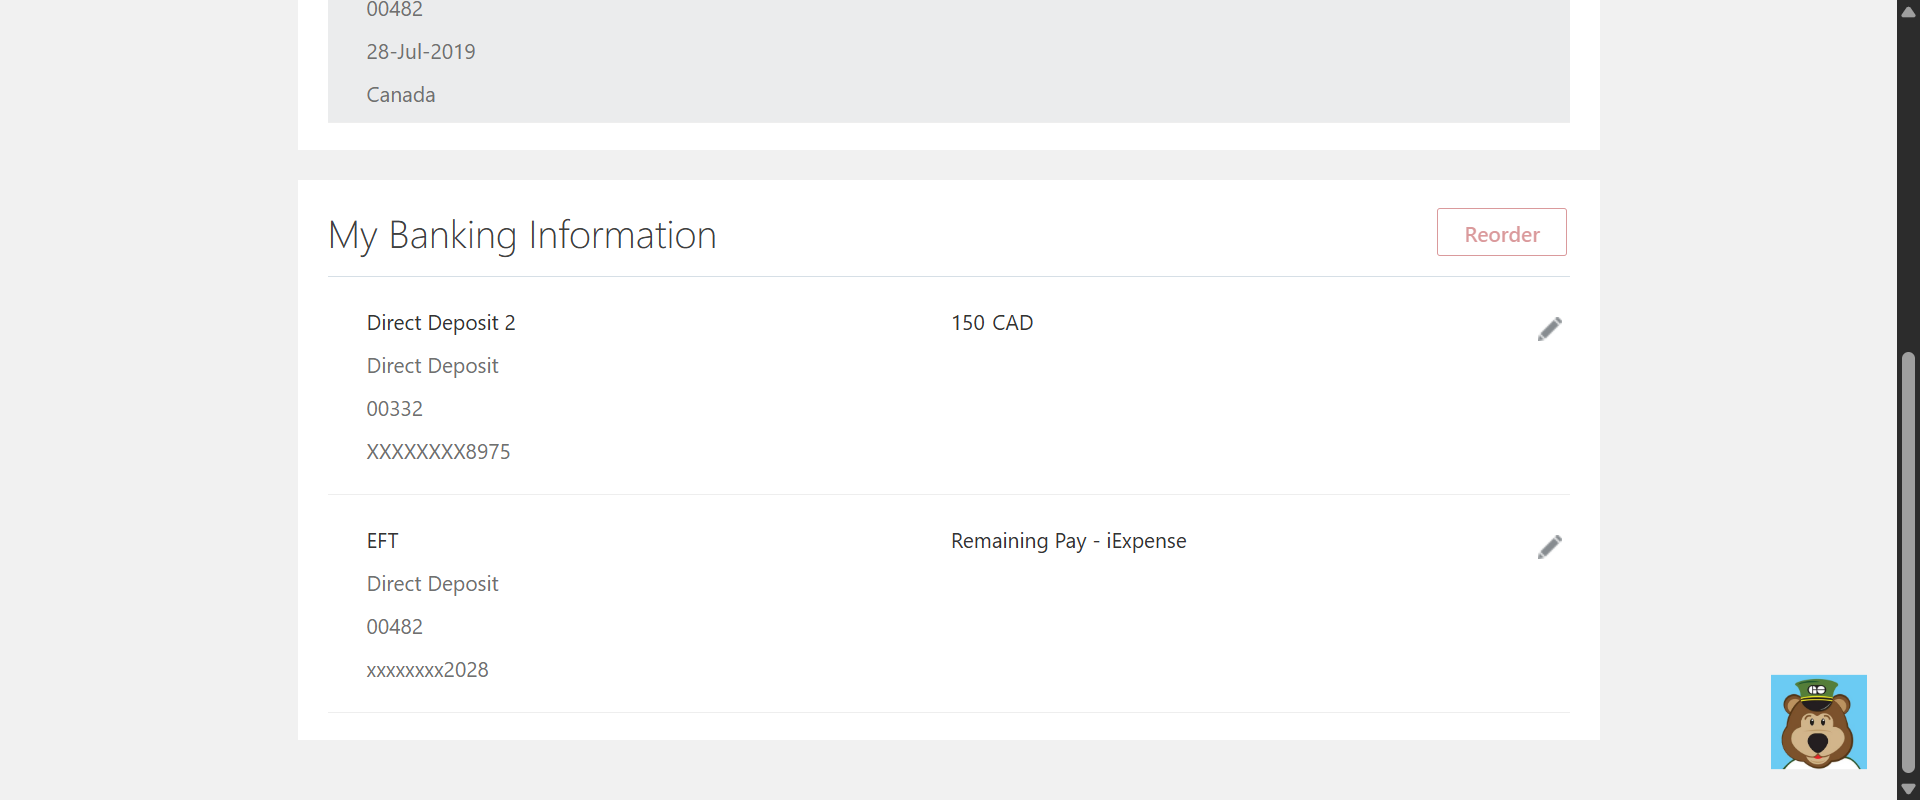 00482
28-Jul-2019
Canada
My Banking Information
Reorder
Direct Deposit 2
150 CAD
Direct Deposit
00332
XXXXXXXX8975
EFT
Remaining Pay - iExpense
Direct Deposit
00482
xxxxxxxx2028
GO